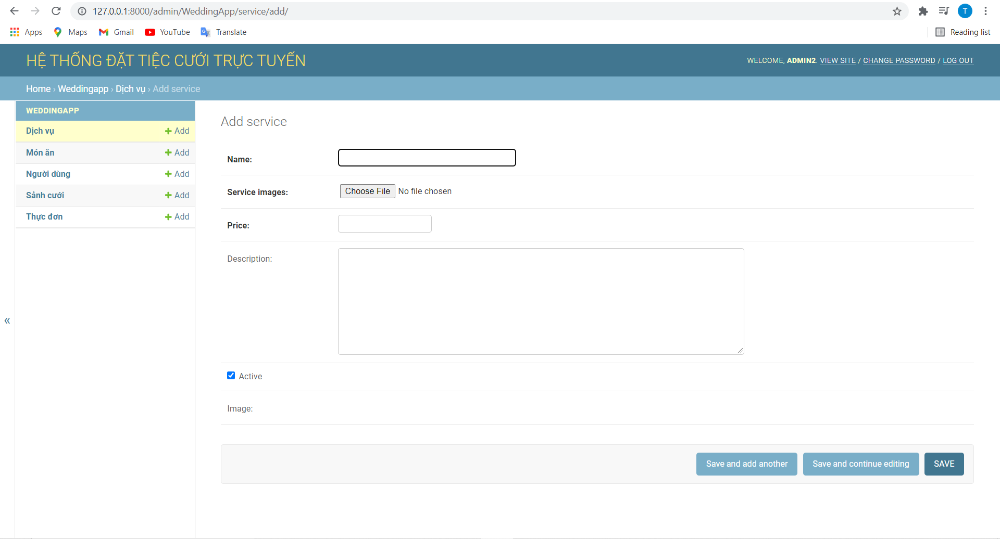 127.0.0.1:8000/admin/WeddingApp/service/add/
T
Apps Maps Gmail YouTube Translate Reading list
HỆ THỐNG ĐẶT TIỆC CƯỚI TRỰC TUYẾN
WELCOME, ADMIN2. VIEW SITE / CHANGE PASSWORD / LOG OUT
Home › Weddingapp › Dịch vụ › Add service
WEDDINGAPP
Dịch vụ Add
Món ăn Add
Người dùng Add
Sảnh cưới Add
Thực đơn Add
«
Add service
Name:
Service images: Choose File No file chosen
Price:
Description:
Active
Image:
Save and add another Save and continue editing SAVE